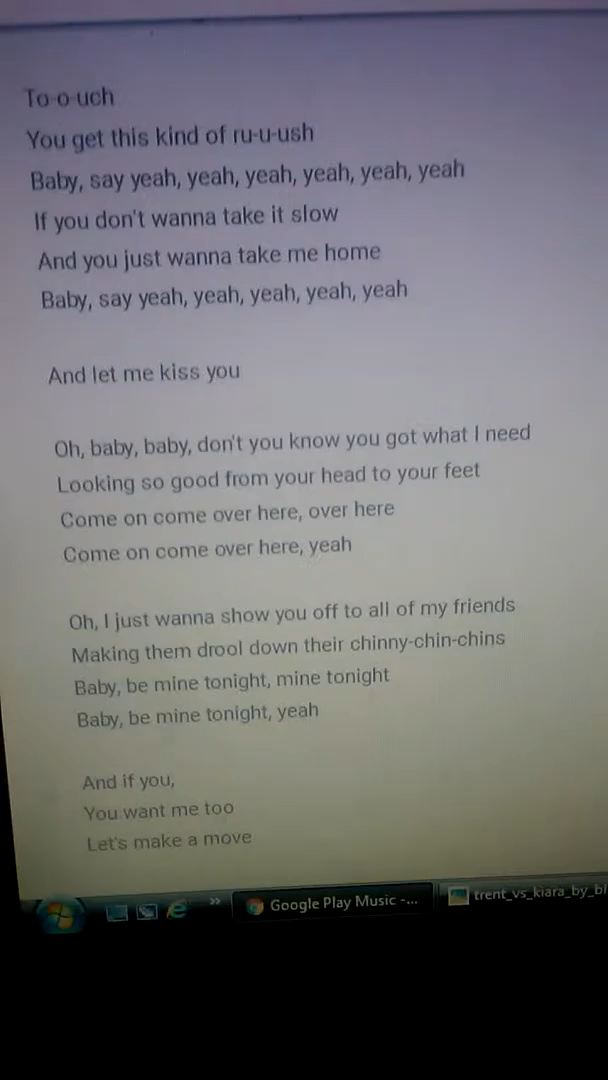 To-o-uch
You get this kind of ru-u-ush
Baby, say yeah, yeah, yeah, yeah, yeah, yeah
If you don't wanna take it slow
And you just wanna take me home
Baby, say yeah, yeah, yeah, yeah, yeah
And let me kiss you
Oh, baby, baby, don't you know you got what I need
Looking so good from your head to your feet
Come on come over here, over here
Come on come over here, yeah
Oh, I just wanna show you off to all of my friends
Making them drool down their chinny-chin-chins
Baby, be mine tonight, mine tonight
Baby, be mine tonight, yeah
And if you,
You want me too
Let's make a move
Google Play Music -...
trent_vs_kiara_by_bl